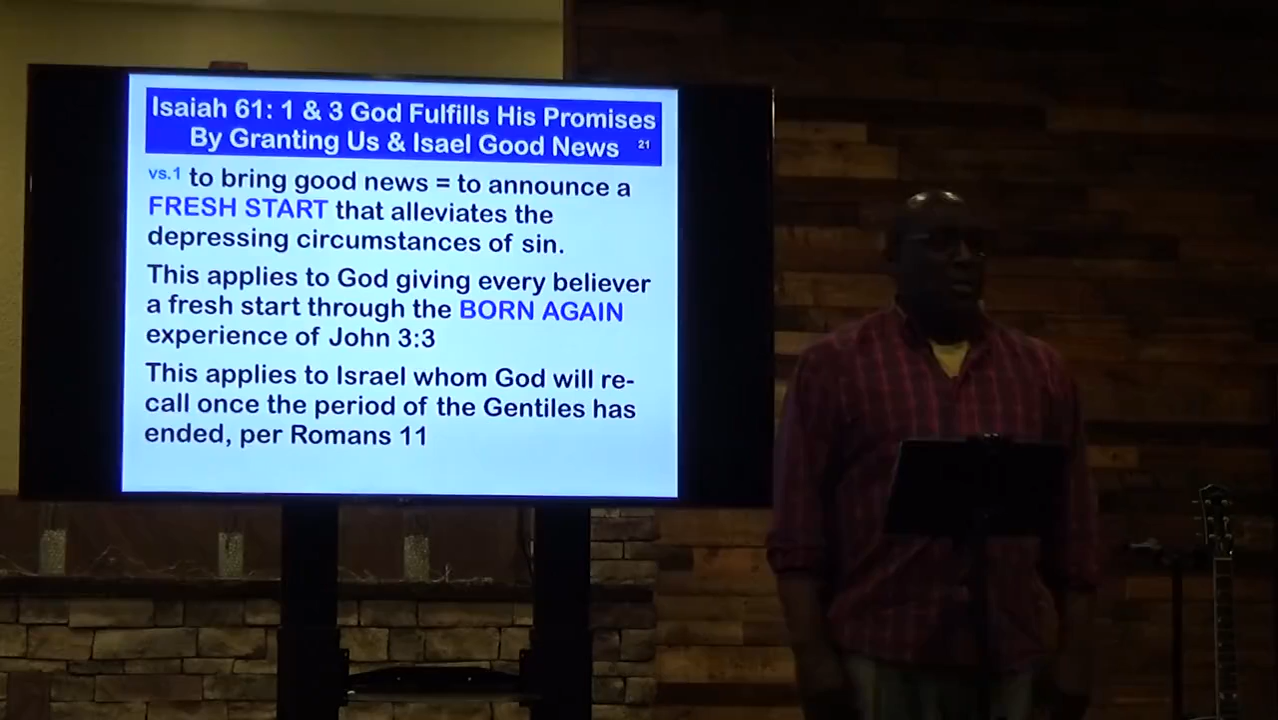 Isaiah 61: 1 & 3 God Fulfills His Promises
By Granting Us & Isael Good News 21
vs.1 to bring good news = to announce a
FRESH START that alleviates the
depressing circumstances of sin.
This applies to God giving every believer
a fresh start through the BORN AGAIN
experience of John 3:3
This applies to Israel whom God will re-
call once the period of the Gentiles has
ended, per Romans 11